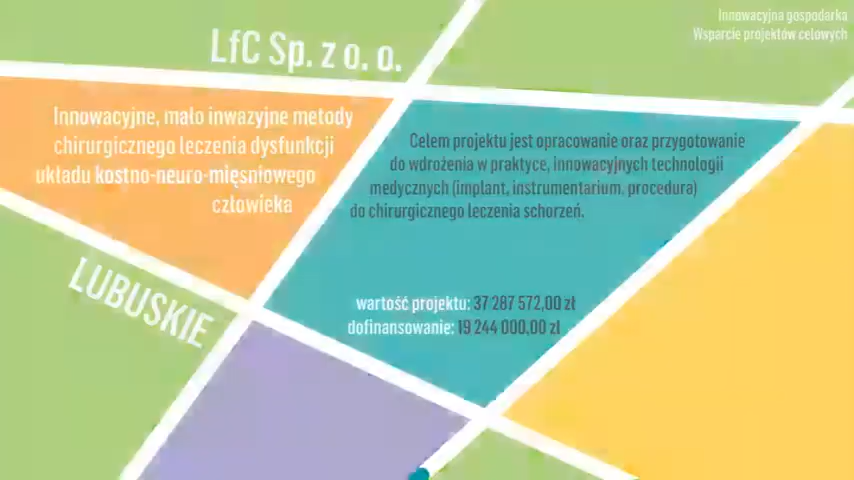 Innowacyjna gospodarka
Wsparcie projektów celowych
LfC Sp. z o. o.
Innowacyjne, mało inwazyjne metody
chirurgicznego leczenia dysfunkcji
układu kostno-neuro-mięsniowego
człowieka
Celem projektu jest opracowanie oraz przygotowanie
do wdrożenia w praktyce, innowacyjnych technologii
medycznych (implant, instrumentarium, procedura)
do chirurgicznego leczenia schorzeń.
LUBUSKIE
wartość projektu: 37 287 572,00 zł
dofinansowanie: 19 244 000,00 zł